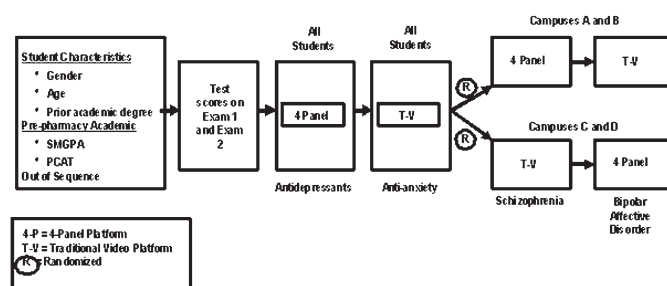 Student Characteristics
* Gender
* Age
* Prior academic degree
Pre-pharmacy Academic
* SMGPA
* PCAT
Out of Sequence
Test
scores on
Exam 1
and Exam
2
All
Students
4 Panel
Antidepressants
All
Students
T-V
Anti-anxiety
R
R
Campuses A and B
4 Panel
T-V
Campuses C and D
T-V
4 Panel
Schizophrenia
Bipolar
Affective
Disorder
4-P = 4-Panel Platform
T-V = Traditional Video Platform
R = Randomized